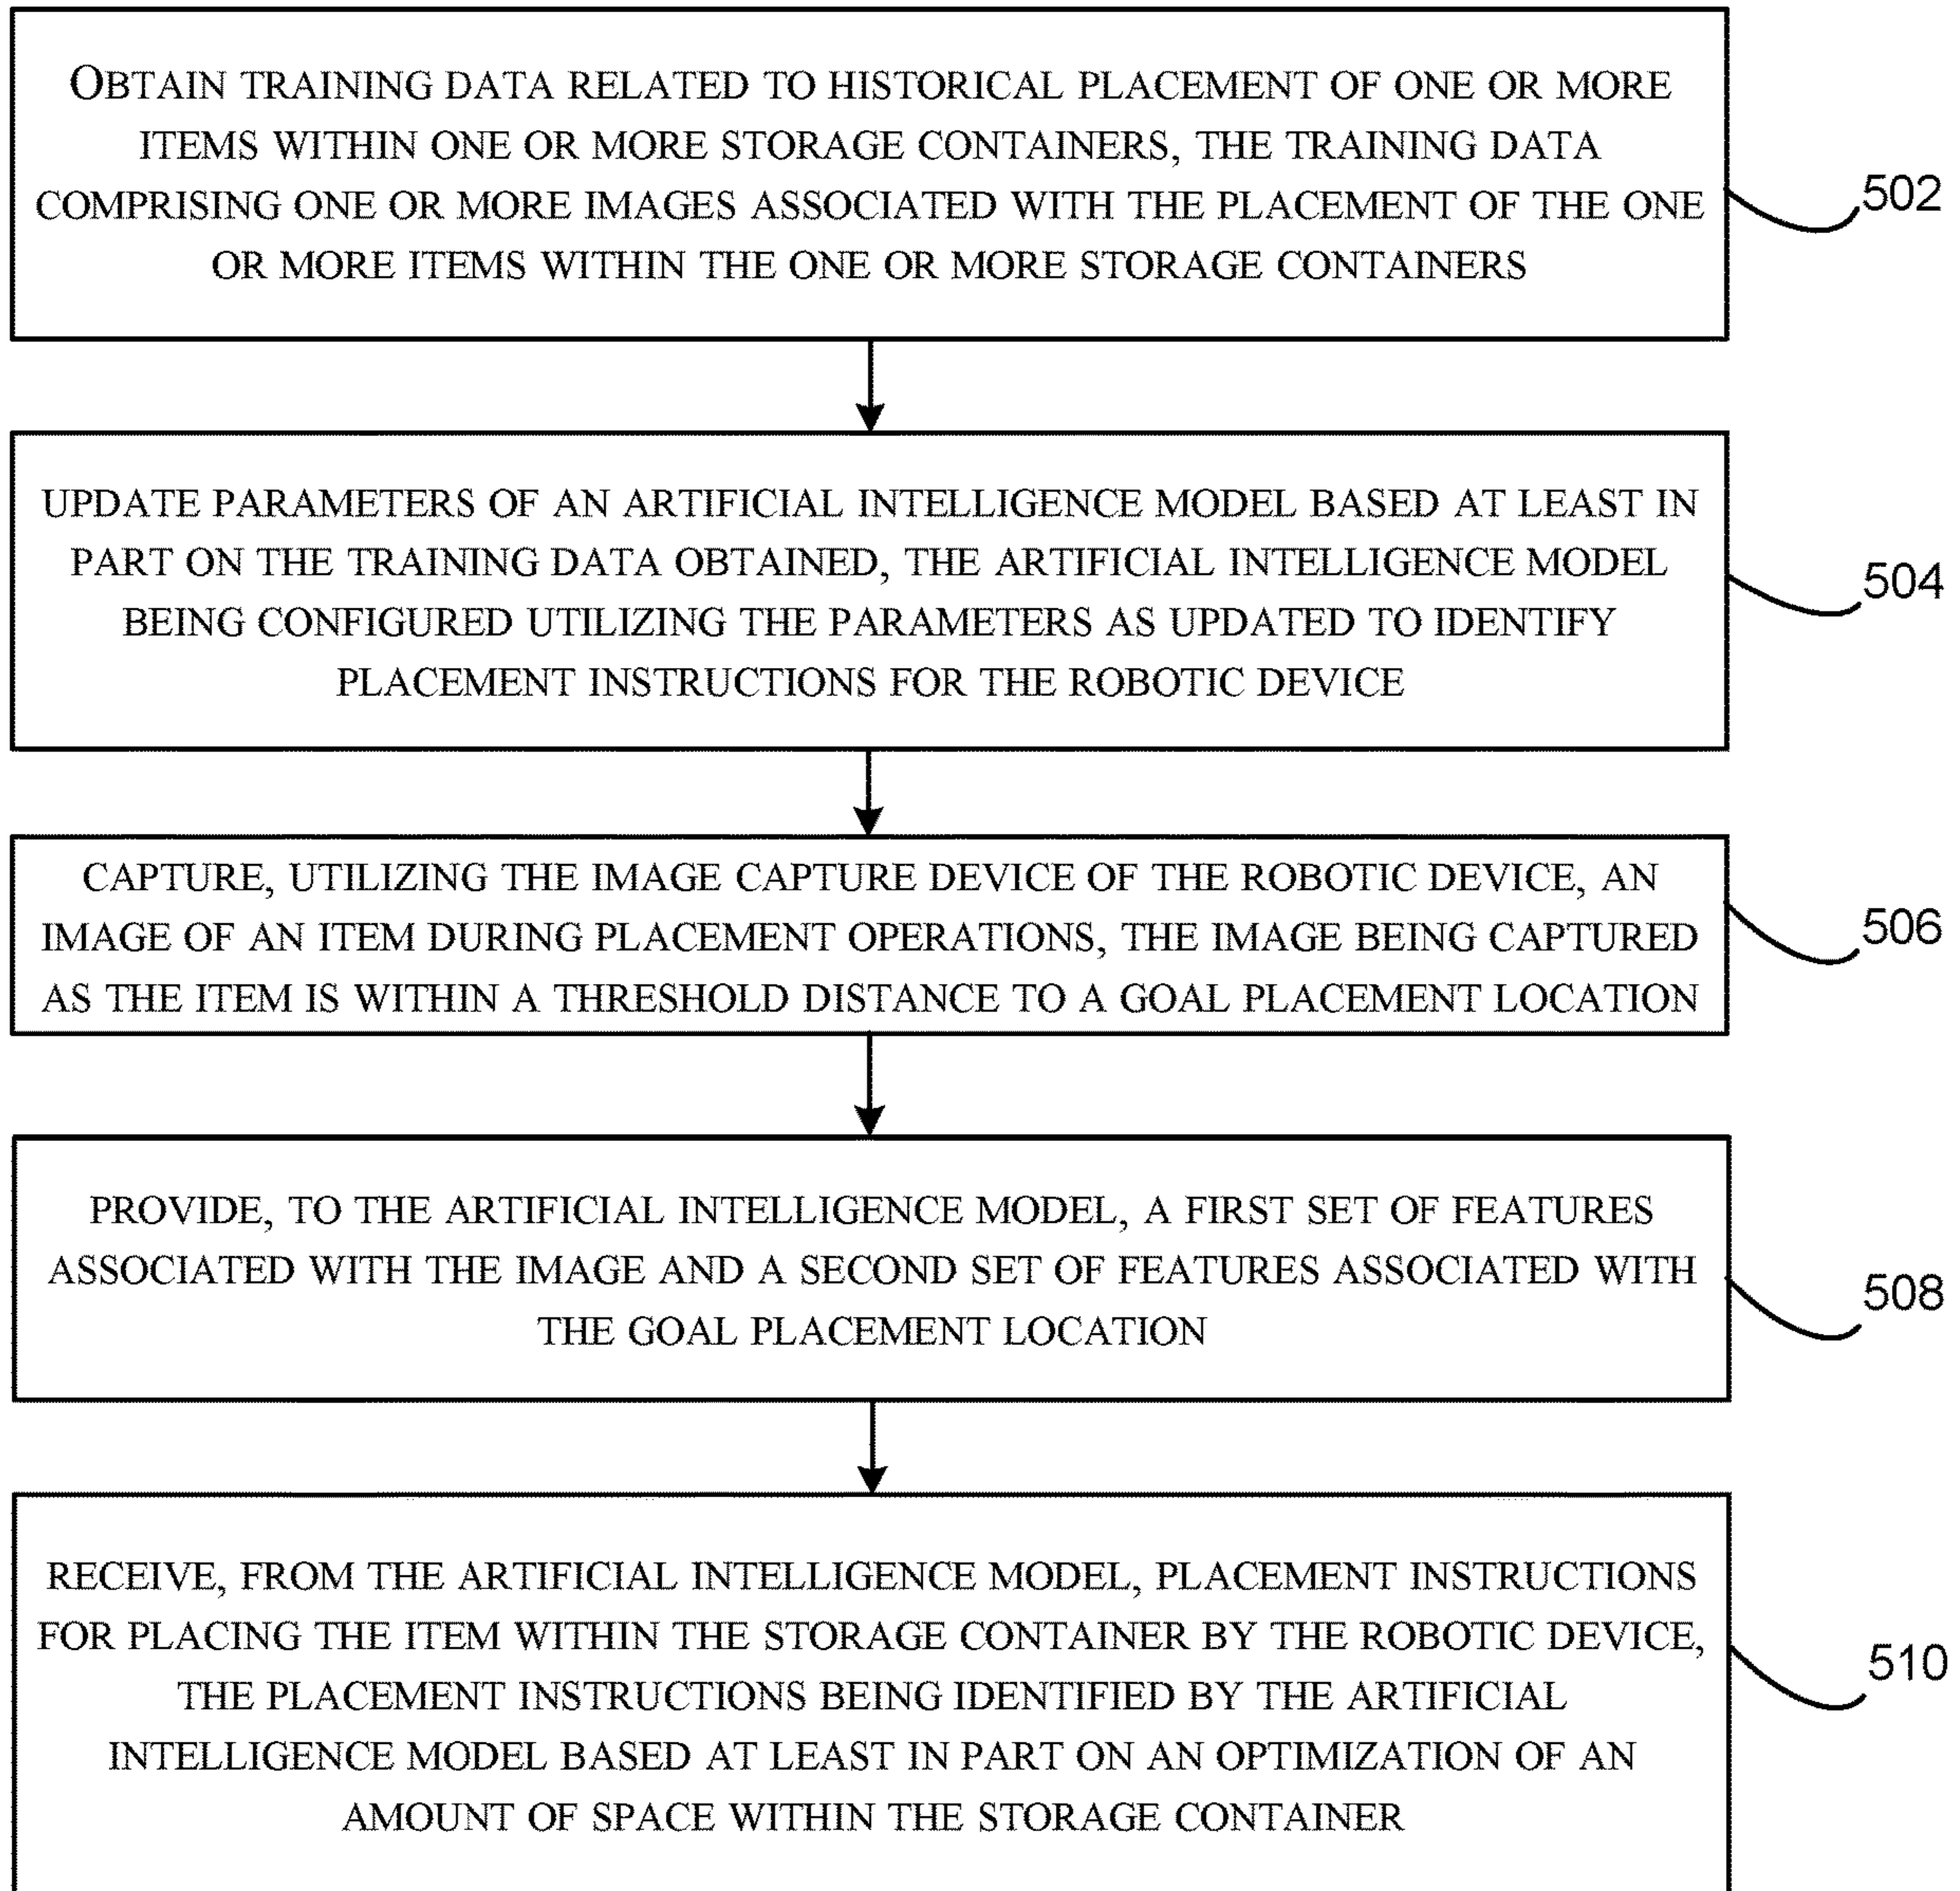 OBTAIN TRAINING DATA RELATED TO HISTORICAL PLACEMENT OF ONE OR MORE
ITEMS WITHIN ONE OR MORE STORAGE CONTAINERS, THE TRAINING DATA
COMPRISING ONE OR MORE IMAGES ASSOCIATED WITH THE PLACEMENT OF THE ONE
OR MORE ITEMS WITHIN THE ONE OR MORE STORAGE CONTAINERS
502
UPDATE PARAMETERS OF AN ARTIFICIAL INTELLIGENCE MODEL BASED AT LEAST IN
PART ON THE TRAINING DATA OBTAINED, THE ARTIFICIAL INTELLIGENCE MODEL
BEING CONFIGURED UTILIZING THE PARAMETERS AS UPDATED TO IDENTIFY
PLACEMENT INSTRUCTIONS FOR THE ROBOTIC DEVICE
504
CAPTURE, UTILIZING THE IMAGE CAPTURE DEVICE OF THE ROBOTIC DEVICE, AN
IMAGE OF AN ITEM DURING PLACEMENT OPERATIONS, THE IMAGE BEING CAPTURED
AS THE ITEM IS WITHIN A THRESHOLD DISTANCE TO A GOAL PLACEMENT LOCATION
506
PROVIDE, TO THE ARTIFICIAL INTELLIGENCE MODEL, A FIRST SET OF FEATURES
ASSOCIATED WITH THE IMAGE AND A SECOND SET OF FEATURES ASSOCIATED WITH
THE GOAL PLACEMENT LOCATION
508
RECEIVE, FROM THE ARTIFICIAL INTELLIGENCE MODEL, PLACEMENT INSTRUCTIONS
FOR PLACING THE ITEM WITHIN THE STORAGE CONTAINER BY THE ROBOTIC DEVICE,
THE PLACEMENT INSTRUCTIONS BEING IDENTIFIED BY THE ARTIFICIAL
INTELLIGENCE MODEL BASED AT LEAST IN PART ON AN OPTIMIZATION OF AN
AMOUNT OF SPACE WITHIN THE STORAGE CONTAINER
510